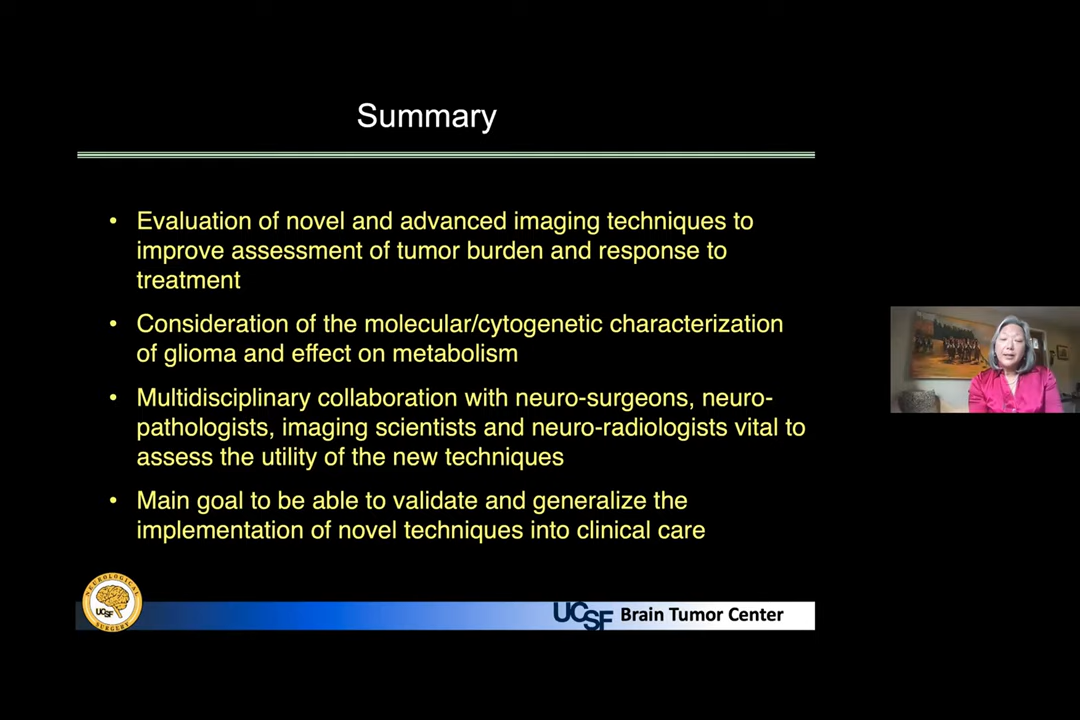 Summary
• Evaluation of novel and advanced imaging techniques to
improve assessment of tumor burden and response to
treatment
• Consideration of the molecular/cytogenetic characterization
of glioma and effect on metabolism
• Multidisciplinary collaboration with neuro-surgeons, neuro-
pathologists, imaging scientists and neuro-radiologists vital to
assess the utility of the new techniques
• Main goal to be able to validate and generalize the
implementation of novel techniques into clinical care
NEUROLOGICAL
UCSF
SURGERY
UCSF Brain Tumor Center